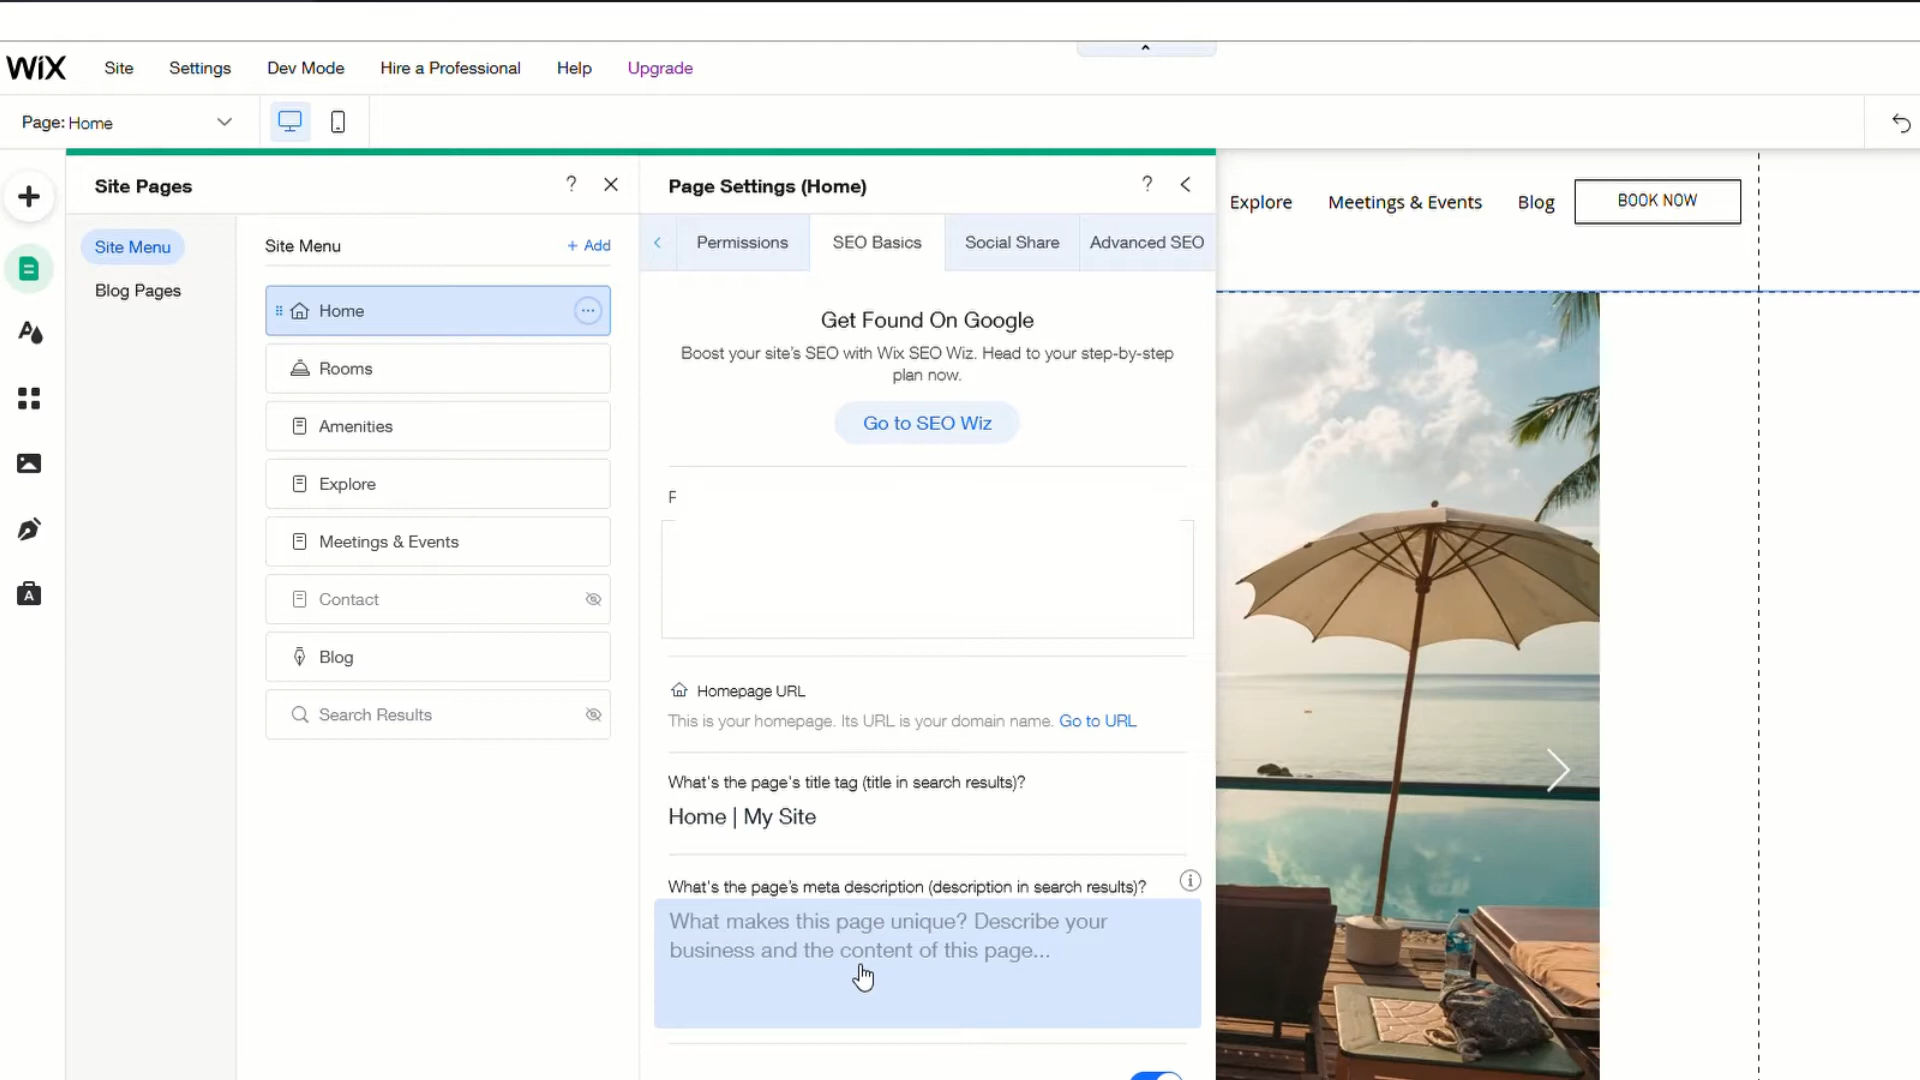 WiX
Site
Settings
Dev Mode
Hire a Professional
Help
Upgrade
Page: Home
Site Pages
?
Site Menu
Blog Pages
Site Menu
+ Add
Home
Rooms
Amenities
Explore
Meetings & Events
Contact
Blog
Search Results
Page Settings (Home)
?
Permissions
SEO Basics
Social Share
Advanced SEO
Get Found On Google
Boost your site's SEO with Wix SEO Wiz. Head to your step-by-step
plan now.
Go to SEO Wiz
Homepage URL
This is your homepage. Its URL is your domain name. Go to URL
What's the page's title tag (title in search results)?
Home | My Site
What's the page's meta description (description in search results)?
What makes this page unique? Describe your
business and the content of this page...
Explore
Meetings & Events
Blog
BOOK NOW